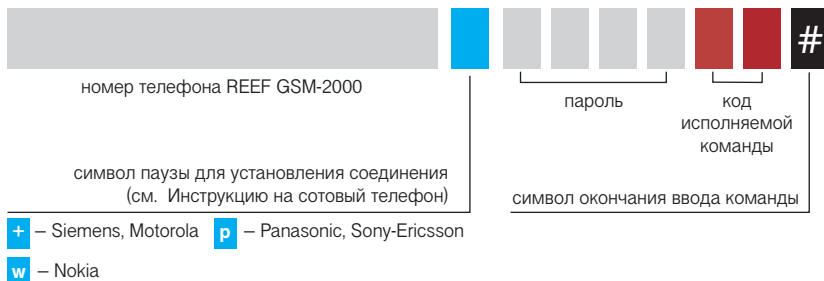 #
номер телефона REEF GSM-2000
пароль
код
исполняемой
команды
символ паузы для установления соединения
(см. Инструкцию на сотовый телефон)
символ окончания ввода команды
+ – Siemens, Motorola p – Panasonic, Sony-Ericsson
w – Nokia